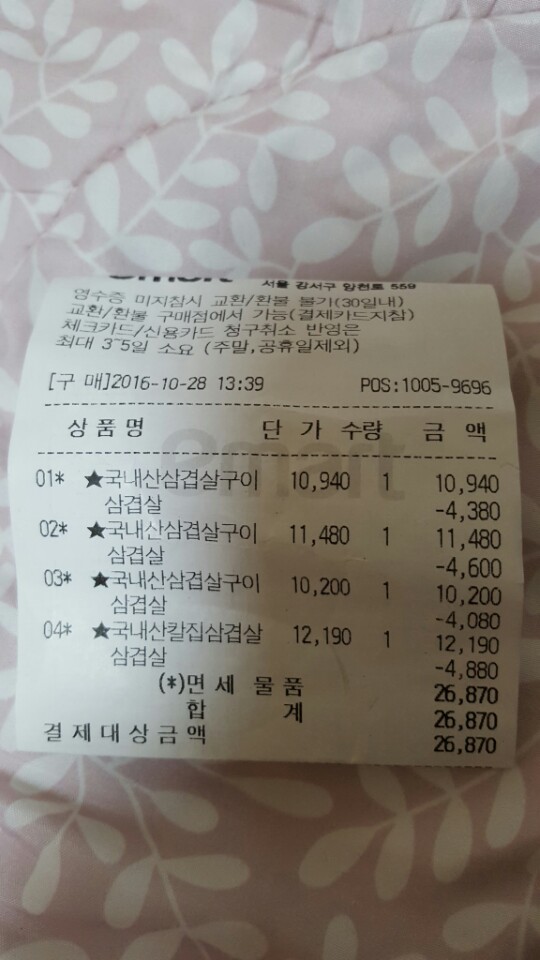 서울 강서구 양천로 559
영수증 미지참시 교환/환불 불가(30일내)
교환/환불 구매점에서 가능(결제카드지참)
체크카드/신용카드 청구취소 반영은
최대 3~5일 소요 (주말,공휴일제외)
[구 매]2016-10-28 13:39 POS:1005-9696
상품명 단 가 수량 금 액
01* ★국내산삼겹살구이 10,940 1 10,940
삼겹살 -4,380
02* ★국내산삼겹살구이 11,480 1 11,480
삼겹살 -4,600
03* ★국내산삼겹살구이 10,200 1 10,200
삼겹살 -4,080
04* ★국내산칼집삼겹살 12,190 1 12,190
삼겹살 -4,880
(*)면 세 물 품 26,870
합 계 26,870
결제대상금액 26,870